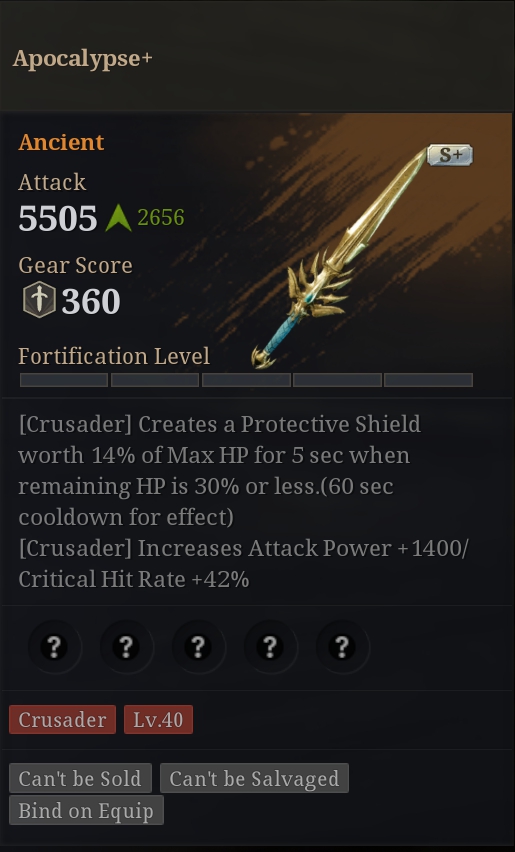 Apocalypse+
Ancient
S+
Attack
5505 2656
Gear Score
360
Fortification Level
[Crusader] Creates a Protective Shield
worth 14% of Max HP for 5 sec when
remaining HP is 30% or less.(60 sec
cooldown for effect)
[Crusader] Increases Attack Power +1400/
Critical Hit Rate +42%
? ? ? ? ?
Crusader Lv.40
Can't be Sold Can't be Salvaged
Bind on Equip